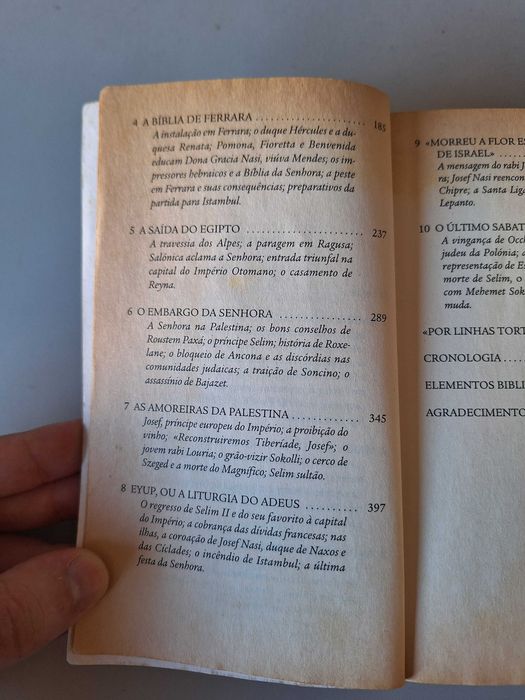 4 A BÍBLIA DE FERRARA .................... 185
A instalação em Ferrara; o duque Hércules e a du-
quesa Renata; Pomona, Fioretta e Benvenida
educam Dona Gracia Nasi, viúva Mendes; os im-
pressores hebraicos e a Bíblia da Senhora; a peste
em Ferrara e suas consequências; preparativos da
partida para Istambul.
5 A SAÍDA DO EGIPTO .................... 237
A travessia dos Alpes; a paragem em Ragusa;
Salónica aclama a Senhora; entrada triunfal na
capital do Império Otomano; o casamento de
Reyna.
6 O EMBARGO DA SENHORA ................ 289
A Senhora na Palestina; os bons conselhos de
Roustem Paxá; o príncipe Selim; história de Roxe-
lane; o bloqueio de Ancona e as discórdias nas
comunidades judaicas; a traição de Soncino; o
assassínio de Bajazet.
7 AS AMOREIRAS DA PALESTINA ............ 345
Josef, príncipe europeu do Império; a proibição do
vinho; «Reconstruiremos Tiberíade, Josef»; o
jovem rabi Louria; o grão-vizir Sokolli; o cerco de
Szeged e a morte do Magnífico; Selim sultão.
8 EYUP, OU A LITURGIA DO ADEUS .......... 397
O regresso de Selim II e do seu favorito à capital
do Império; a cobrança das dívidas francesas; nas
ilhas, a coroação de Josef Nasi, duque de Naxos e
das Cíclades; o incêndio de Istambul; a última
festa da Senhora.
9 «MORREU A FLOR ES
DE ISRAEL» ........
A mensagem do rabi J
ra; Josef Nasi reencon
Chipre; a Santa Liga
Lepanto.
10 O ÚLTIMO SABAT
A vingança de Occ
judeu da Polónia; a
representação de Es
morte de Selim, o
com Mehemet Sok
muda.
«POR LINHAS TORT
CRONOLOGIA .......
ELEMENTOS BIBLI
AGRADECIMENTO